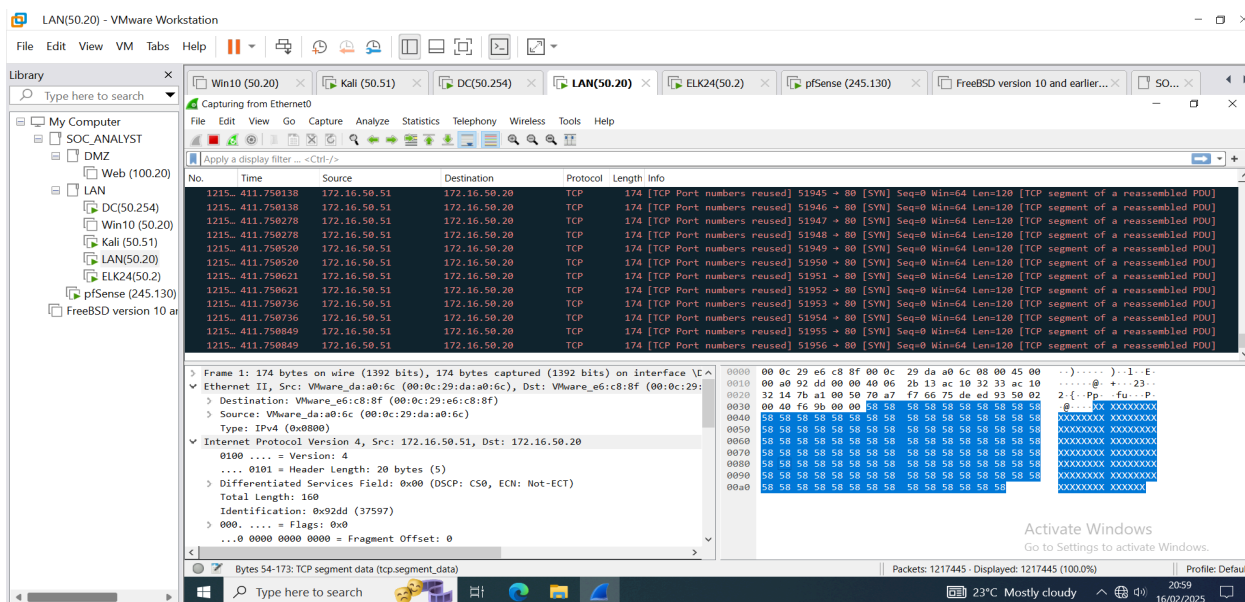 LAN(50.20) - VMware Workstation
File Edit View VM Tabs Help
Library
Type here to search
My Computer
SOC_ANALYST
DMZ
Web (100.20)
LAN
DC(50.254)
Win10 (50.20)
Kali (50.51)
LAN(50.20)
ELK24(50.2)
pfSense (245.130)
FreeBSD version 10 ar
Win10 (50.20) Kali (50.51) DC(50.254) LAN(50.20) ELK24(50.2) pfSense (245.130) FreeBSD version 10 and earlier... SO...
Capturing from Ethernet0
File Edit View Go Capture Analyze Statistics Telephony Wireless Tools Help
Apply a display filter ... <Ctrl-/>
No. Time Source Destination Protocol Length Info
1215… 411.750138 172.16.50.51 172.16.50.20 TCP 174 [TCP Port numbers reused] 51945 → 80 [SYN] Seq=0 Win=64 Len=120 [TCP segment of a reassembled PDU]
1215… 411.750138 172.16.50.51 172.16.50.20 TCP 174 [TCP Port numbers reused] 51946 → 80 [SYN] Seq=0 Win=64 Len=120 [TCP segment of a reassembled PDU]
1215… 411.750278 172.16.50.51 172.16.50.20 TCP 174 [TCP Port numbers reused] 51947 → 80 [SYN] Seq=0 Win=64 Len=120 [TCP segment of a reassembled PDU]
1215… 411.750278 172.16.50.51 172.16.50.20 TCP 174 [TCP Port numbers reused] 51948 → 80 [SYN] Seq=0 Win=64 Len=120 [TCP segment of a reassembled PDU]
1215… 411.750520 172.16.50.51 172.16.50.20 TCP 174 [TCP Port numbers reused] 51949 → 80 [SYN] Seq=0 Win=64 Len=120 [TCP segment of a reassembled PDU]
1215… 411.750520 172.16.50.51 172.16.50.20 TCP 174 [TCP Port numbers reused] 51950 → 80 [SYN] Seq=0 Win=64 Len=120 [TCP segment of a reassembled PDU]
1215… 411.750621 172.16.50.51 172.16.50.20 TCP 174 [TCP Port numbers reused] 51951 → 80 [SYN] Seq=0 Win=64 Len=120 [TCP segment of a reassembled PDU]
1215… 411.750621 172.16.50.51 172.16.50.20 TCP 174 [TCP Port numbers reused] 51952 → 80 [SYN] Seq=0 Win=64 Len=120 [TCP segment of a reassembled PDU]
1215… 411.750736 172.16.50.51 172.16.50.20 TCP 174 [TCP Port numbers reused] 51953 → 80 [SYN] Seq=0 Win=64 Len=120 [TCP segment of a reassembled PDU]
1215… 411.750736 172.16.50.51 172.16.50.20 TCP 174 [TCP Port numbers reused] 51954 → 80 [SYN] Seq=0 Win=64 Len=120 [TCP segment of a reassembled PDU]
1215… 411.750849 172.16.50.51 172.16.50.20 TCP 174 [TCP Port numbers reused] 51955 → 80 [SYN] Seq=0 Win=64 Len=120 [TCP segment of a reassembled PDU]
1215… 411.750849 172.16.50.51 172.16.50.20 TCP 174 [TCP Port numbers reused] 51956 → 80 [SYN] Seq=0 Win=64 Len=120 [TCP segment of a reassembled PDU]
Frame 1: 174 bytes on wire (1392 bits), 174 bytes captured (1392 bits) on interface \D
Ethernet II, Src: VMware_da:a0:6c (00:0c:29:da:a0:6c), Dst: VMware_e6:c8:8f (00:0c:29:
Destination: VMware_e6:c8:8f (00:0c:29:e6:c8:8f)
Source: VMware_da:a0:6c (00:0c:29:da:a0:6c)
Type: IPv4 (0x0800)
Internet Protocol Version 4, Src: 172.16.50.51, Dst: 172.16.50.20
0100 .... = Version: 4
.... 0101 = Header Length: 20 bytes (5)
Differentiated Services Field: 0x00 (DSCP: CS0, ECN: Not-ECT)
Total Length: 160
Identification: 0x92dd (37597)
000. .... = Flags: 0x0
...0 0000 0000 0000 = Fragment Offset: 0
0000 00 0c 29 e6 c8 8f 00 0c 29 da a0 6c 08 00 45 00 ··)····· )··l··E·
0010 00 a0 92 dd 00 00 40 06 2b 13 ac 10 32 33 ac 10 ······@· +···23··
0020 32 14 7b a1 00 50 70 a7 f7 66 75 de ed 93 50 02 2·{··Pp· ·fu···P·
0030 00 40 f6 9b 00 00 58 58 58 58 58 58 58 58 58 58 ·@····XX XXXXXXXX
0040 58 58 58 58 58 58 58 58 58 58 58 58 58 58 58 58 XXXXXXXX XXXXXXXX
0050 58 58 58 58 58 58 58 58 58 58 58 58 58 58 58 58 XXXXXXXX XXXXXXXX
0060 58 58 58 58 58 58 58 58 58 58 58 58 58 58 58 58 XXXXXXXX XXXXXXXX
0070 58 58 58 58 58 58 58 58 58 58 58 58 58 58 58 58 XXXXXXXX XXXXXXXX
0080 58 58 58 58 58 58 58 58 58 58 58 58 58 58 58 58 XXXXXXXX XXXXXXXX
0090 58 58 58 58 58 58 58 58 58 58 58 58 58 58 58 58 XXXXXXXX XXXXXXXX
00a0 58 58 58 58 58 58 58 58 58 58 58 58 58 58 XXXXXXXX XXXXXX
Activate Windows
Go to Settings to activate Windows.
Bytes 54-173: TCP segment data (tcp.segment_data)
Packets: 1217445 · Displayed: 1217445 (100.0%)
Profile: Defaul
Type here to search
23°C Mostly cloudy
20:59
16/02/2025